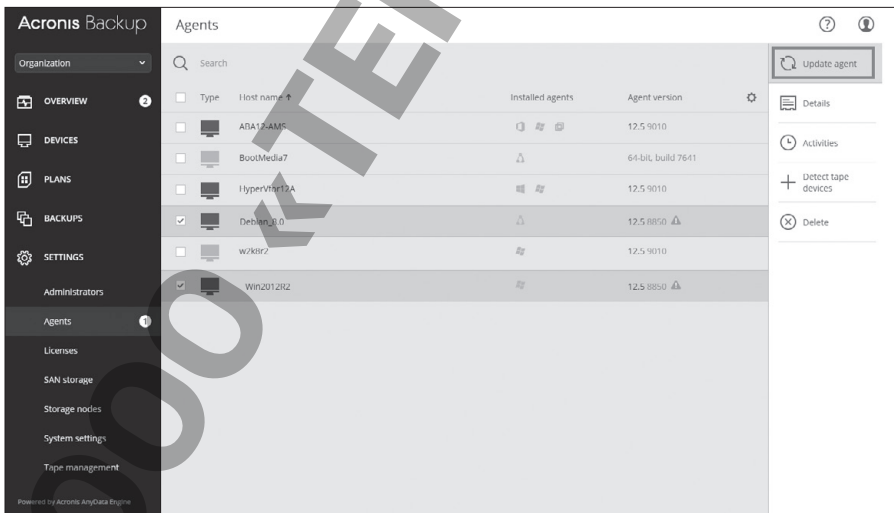 Acronis Backup
Agents
Organization
Search
Update agent
OVERVIEW 2
Type Host name ↑ Installed agents Agent version
Details
ABA12-AMS 12.5 9010
DEVICES
Activities
BootMedia7 64-bit, build 7641
PLANS
Detect tape
devices
HyperVfor12A 12.5 9010
BACKUPS
Debian_8.0 12.5 8850
Delete
SETTINGS
w2k8r2 12.5 9010
Administrators
Win2012R2 12.5 8850
Agents 1
Licenses
SAN storage
Storage nodes
System settings
Tape management
Powered by Acronis AnyData Engine